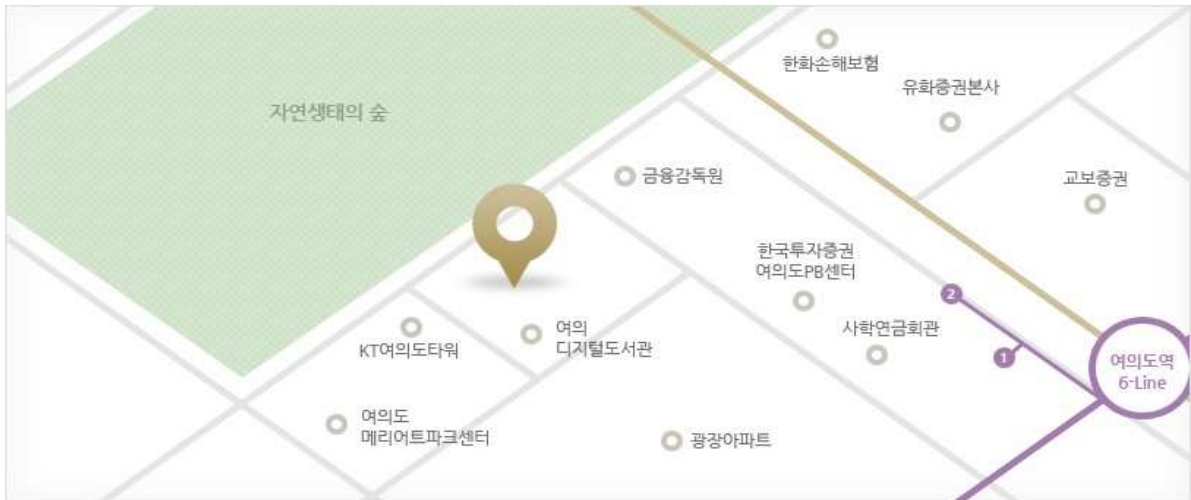 한화손해보험
유화증권본사
자연생태의 숲
금융감독원
교보증권
한국투자증권
여의도PB센터
2
사학연금회관
1
여의도역
6-Line
KT여의도타워
여의
디지털도서관
여의도
메리어트파크센터
광장아파트